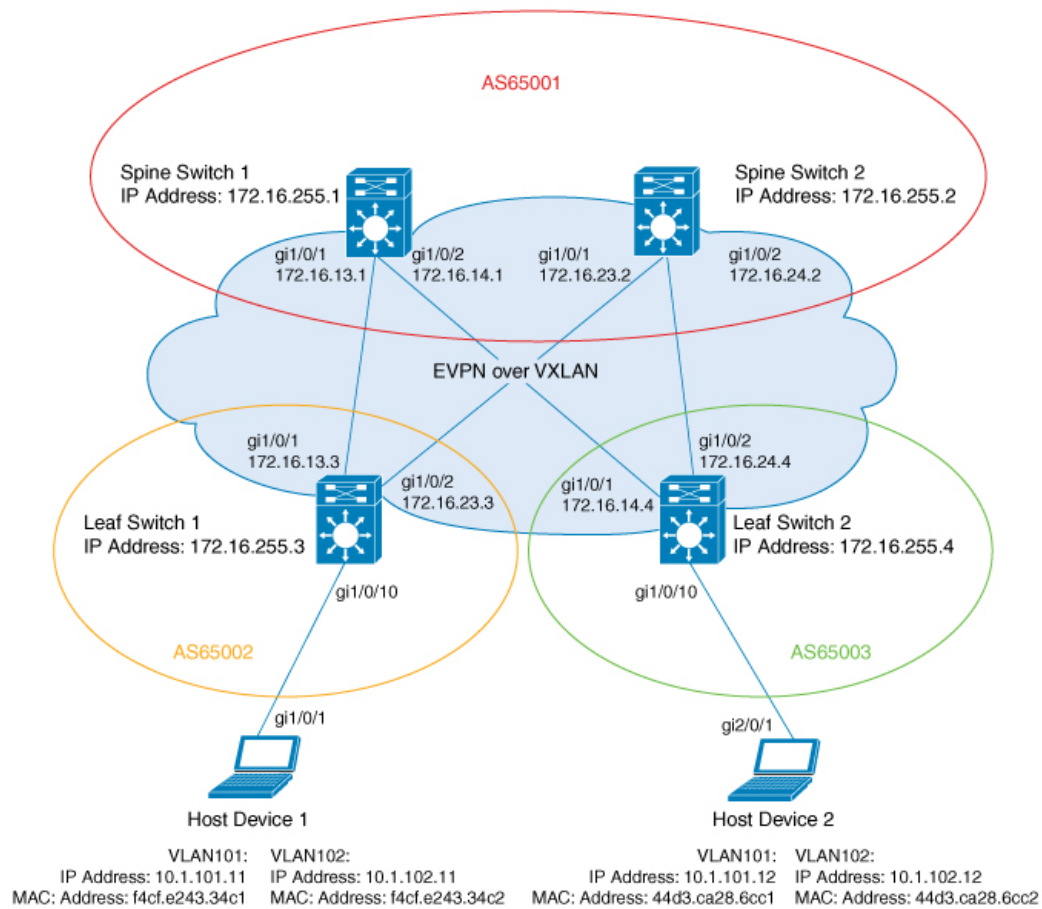 AS65001
Spine Switch 1
IP Address: 172.16.255.1
Spine Switch 2
IP Address: 172.16.255.2
gi1/0/1
172.16.13.1
gi1/0/2
172.16.14.1
gi1/0/1
172.16.23.2
gi1/0/2
172.16.24.2
EVPN over VXLAN
gi1/0/1
172.16.13.3
gi1/0/2
172.16.23.3
gi1/0/1
172.16.14.4
gi1/0/2
172.16.24.4
Leaf Switch 1
IP Address: 172.16.255.3
Leaf Switch 2
IP Address: 172.16.255.4
gi1/0/10
gi1/0/10
AS65002
AS65003
gi1/0/1
gi2/0/1
Host Device 1
Host Device 2
VLAN101:
IP Address: 10.1.101.11
MAC: Address: f4cf.e243.34c1
VLAN102:
IP Address: 10.1.102.11
MAC: Address: f4cf.e243.34c2
VLAN101:
IP Address: 10.1.101.12
MAC: Address: 44d3.ca28.6cc1
VLAN102:
IP Address: 10.1.102.12
MAC: Address: 44d3.ca28.6cc2